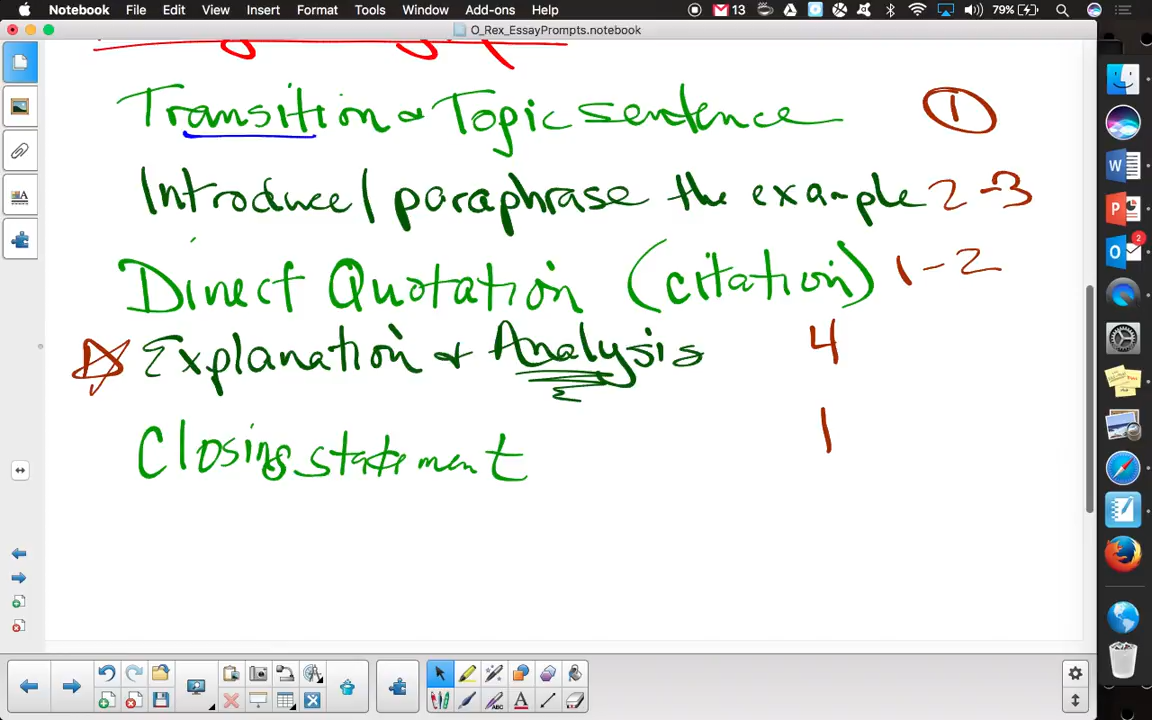 Notebook File Edit View Insert Format Tools Window Add-ons Help 13 79%
O_Rex_EssayPrompts.notebook
Transition & Topic sentence 1
Introduce/paraphrase the example 2-3
Direct Quotation (citation) 1-2
Explanation & Analysis 4
Closing statement 1